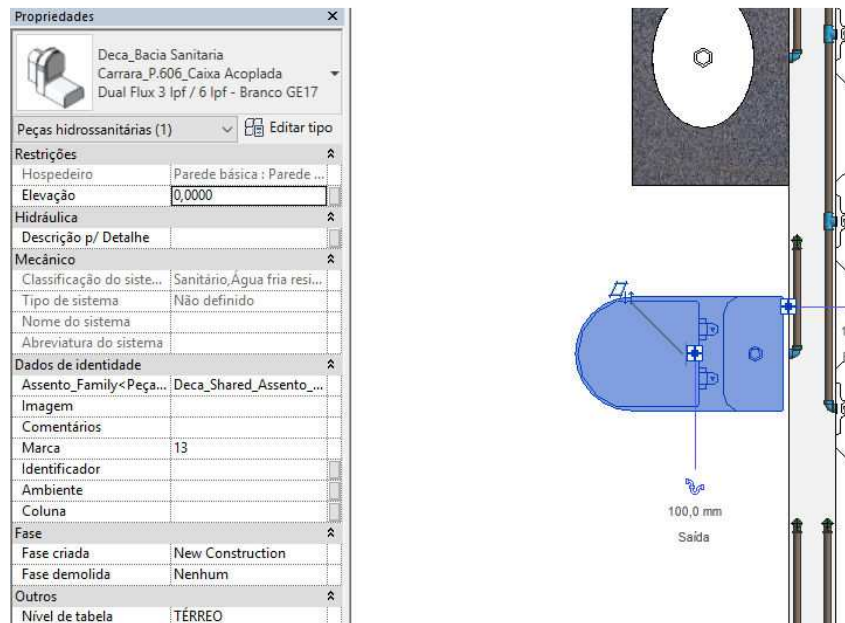 Propriedades
Deca_Bacia Sanitaria
Carrara_P.606_Caixa Acoplada
Dual Flux 3 lpf / 6 lpf - Branco GE17
Peças hidrossanitárias (1) Editar tipo
Restrições
Hospedeiro Parede básica : Parede ...
Elevação 0,0000
Hidráulica
Descrição p/ Detalhe
Mecânico
Classificação do siste... Sanitário,Água fria resi...
Tipo de sistema Não definido
Nome do sistema
Abreviatura do sistema
Dados de identidade
Assento_Family<Peça... Deca_Shared_Assento_...
Imagem
Comentários
Marca 13
Identificador
Ambiente
Coluna
Fase
Fase criada New Construction
Fase demolida Nenhum
Outros
Nível de tabela TÉRREO
100,0 mm
Saída